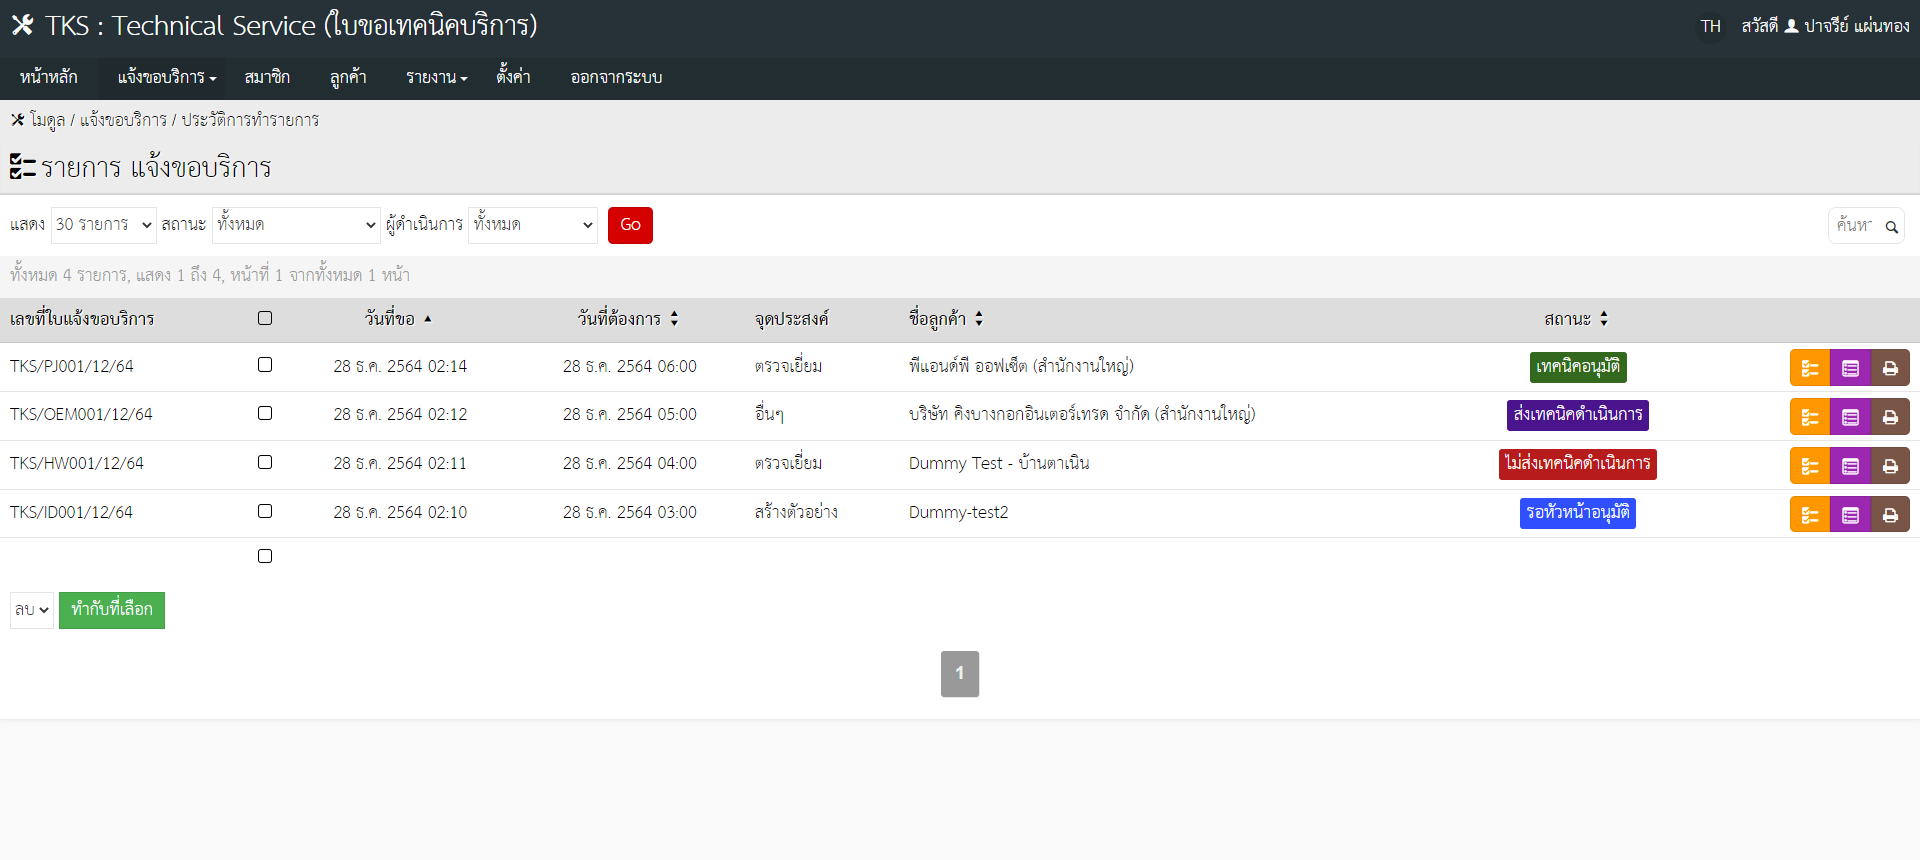 TKS : Technical Service (ใบขอเทคนิคบริการ)
TH สวัสดี ปาจรีย์ แผ่นทอง
หน้าหลัก แจ้งขอบริการ สมาชิก ลูกค้า รายงาน ตั้งค่า ออกจากระบบ
โมดูล / แจ้งขอบริการ / ประวัติการทำรายการ
รายการ แจ้งขอบริการ
แสดง 30 รายการ สถานะ ทั้งหมด ผู้ดำเนินการ ทั้งหมด Go ค้นหา
ทั้งหมด 4 รายการ, แสดง 1 ถึง 4, หน้าที่ 1 จากทั้งหมด 1 หน้า
เลขที่ใบแจ้งขอบริการ วันที่ขอ วันที่ต้องการ จุดประสงค์ ชื่อลูกค้า สถานะ
TKS/PJ001/12/64 28 ธ.ค. 2564 02:14 28 ธ.ค. 2564 06:00 ตรวจเยี่ยม พีแอนด์พี ออฟเซ็ต (สำนักงานใหญ่) เทคนิคอนุมัติ
TKS/OEM001/12/64 28 ธ.ค. 2564 02:12 28 ธ.ค. 2564 05:00 อื่นๆ บริษัท คิงบางกอกอินเตอร์เทรด จำกัด (สำนักงานใหญ่) ส่งเทคนิคดำเนินการ
TKS/HW001/12/64 28 ธ.ค. 2564 02:11 28 ธ.ค. 2564 04:00 ตรวจเยี่ยม Dummy Test - บ้านตาเนิน ไม่ส่งเทคนิคดำเนินการ
TKS/ID001/12/64 28 ธ.ค. 2564 02:10 28 ธ.ค. 2564 03:00 สร้างตัวอย่าง Dummy-test2 รอหัวหน้าอนุมัติ
ลบ ทำกับที่เลือก
1